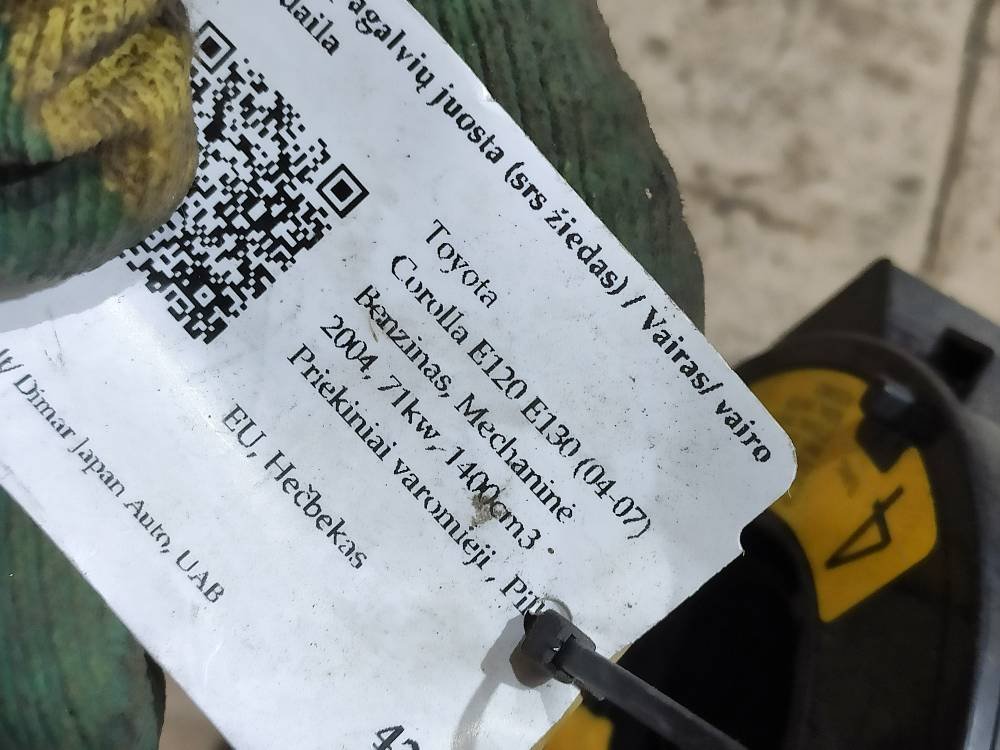 agalvių juosta (srs žiedas) / Vairas/ vairo
daila
Toyota
Corolla E120 E130 (04-07)
Benzinas, Mechaninė
2004, 71kw, 1400cm3
Priekiniai varomieji, Pil
EU, Hečbekas
Dimar Japan Auto, UAB